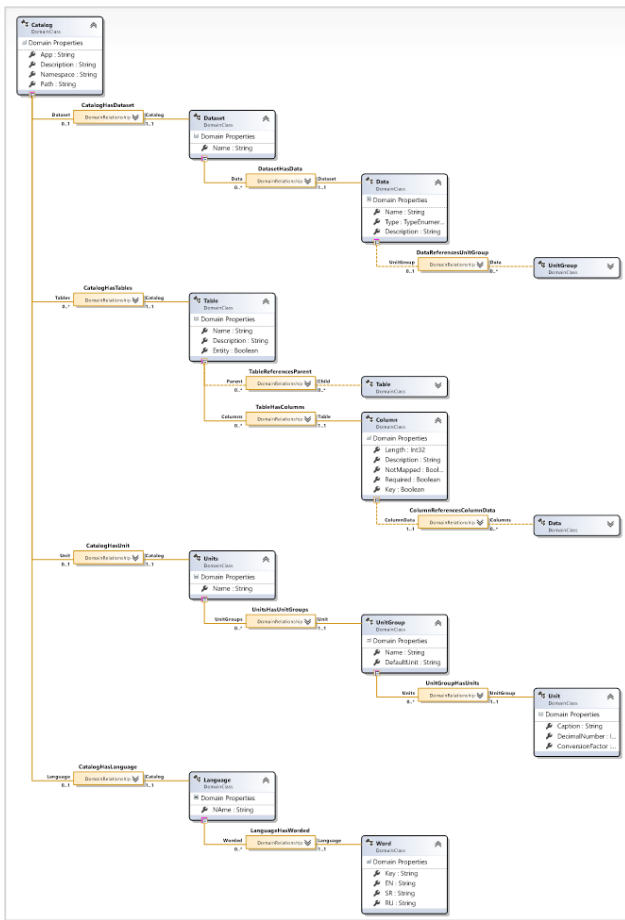 Catalog
DomainClass
Domain Properties
App : String
Description : String
Namespace : String
Path : String
CatalogHasDataset
Dataset DomainRelationship Catalog
0..1 1..1
Dataset
DomainClass
Domain Properties
Name : String
DatasetHasData
Data DomainRelationship Dataset
0..* 1..1
Data
DomainClass
Domain Properties
Name : String
Type : TypeEnumer...
Description : String
DataReferencesUnitGroup
UnitGroup DomainRelationship Data
0..1 0..*
UnitGroup
DomainClass
CatalogHasTables
Tables DomainRelationship Catalog
0..* 1..1
Table
DomainClass
Domain Properties
Name : String
Description : String
Entity : Boolean
TableReferencesParent
Parent DomainRelationship Child
0..* 0..*
Table
DomainClass
TableHasColumns
Columns DomainRelationship Table
0..* 1..1
Column
DomainClass
Domain Properties
Length : Int32
Description : String
NotMapped : Bool...
Required : Boolean
Key : Boolean
ColumnReferencesColumnData
ColumnData DomainRelationship Columns
1..1 0..*
Data
DomainClass
CatalogHasUnit
Unit DomainRelationship Catalog
0..1 1..1
Units
DomainClass
Domain Properties
Name : String
UnitsHasUnitGroups
UnitGroups DomainRelationship Unit
0..* 1..1
UnitGroup
DomainClass
Domain Properties
Name : String
DefaultUnit : String
UnitGroupHasUnits
Units DomainRelationship UnitGroup
0..* 1..1
Unit
DomainClass
Domain Properties
Caption : String
DecimalNumber : I...
ConversionFactor : ...
CatalogHasLanguage
Language DomainRelationship Catalog
0..1 1..1
Language
DomainClass
Domain Properties
NAme : String
LanguageHasWorded
Worded DomainRelationship Language
0..* 1..1
Word
DomainClass
Domain Properties
Key : String
EN : String
SR : String
RU : String